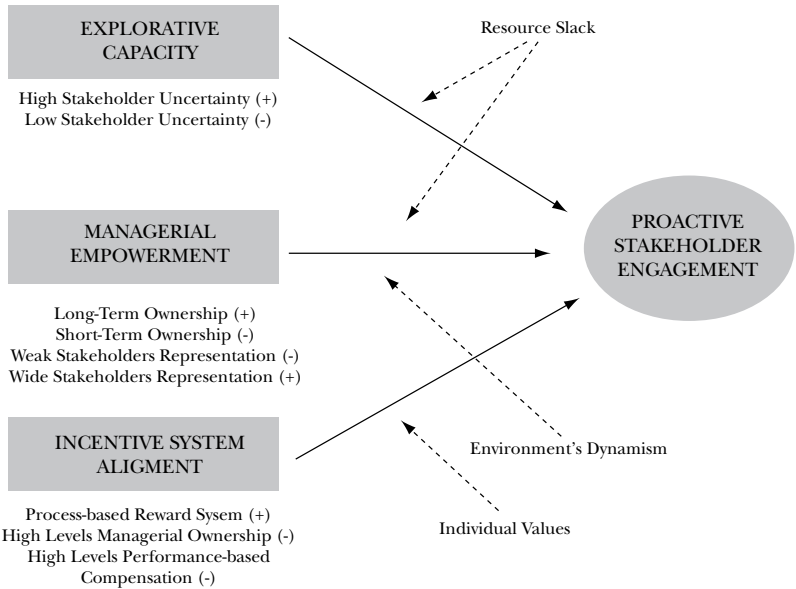 EXPLORATIVE
CAPACITY
High Stakeholder Uncertainty (+)
Low Stakeholder Uncertainty (-)
Resource Slack
MANAGERIAL
EMPOWERMENT
Long-Term Ownership (+)
Short-Term Ownership (-)
Weak Stakeholders Representation (-)
Wide Stakeholders Representation (+)
PROACTIVE
STAKEHOLDER
ENGAGEMENT
INCENTIVE SYSTEM
ALIGMENT
Process-based Reward Sysem (+)
High Levels Managerial Ownership (-)
High Levels Performance-based
Compensation (-)
Environment's Dynamism
Individual Values